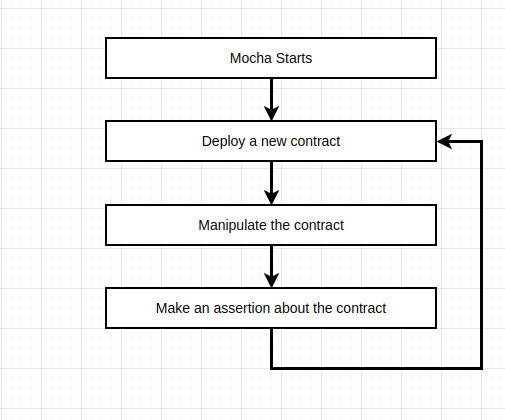 Mocha Starts
Deploy a new contract
Manipulate the contract
Make an assertion about the contract